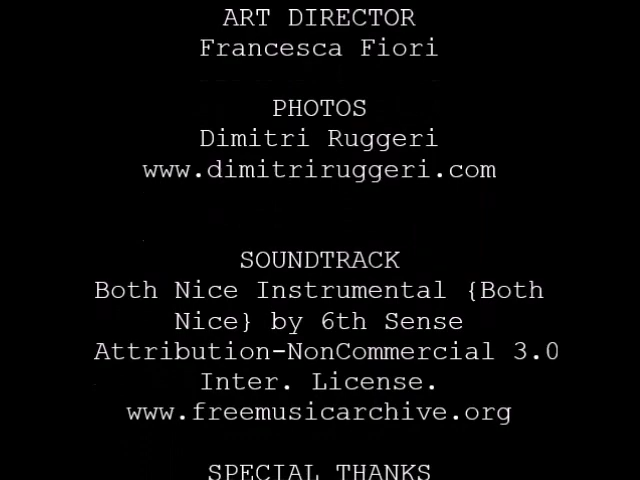 ART DIRECTOR
Francesca Fiori
PHOTOS
Dimitri Ruggeri
www.dimitriruggeri.com
SOUNDTRACK
Both Nice Instrumental {Both
Nice} by 6th Sense
Attribution-NonCommercial 3.0
Inter. License.
www.freemusicarchive.org
SPECIAL THANKS